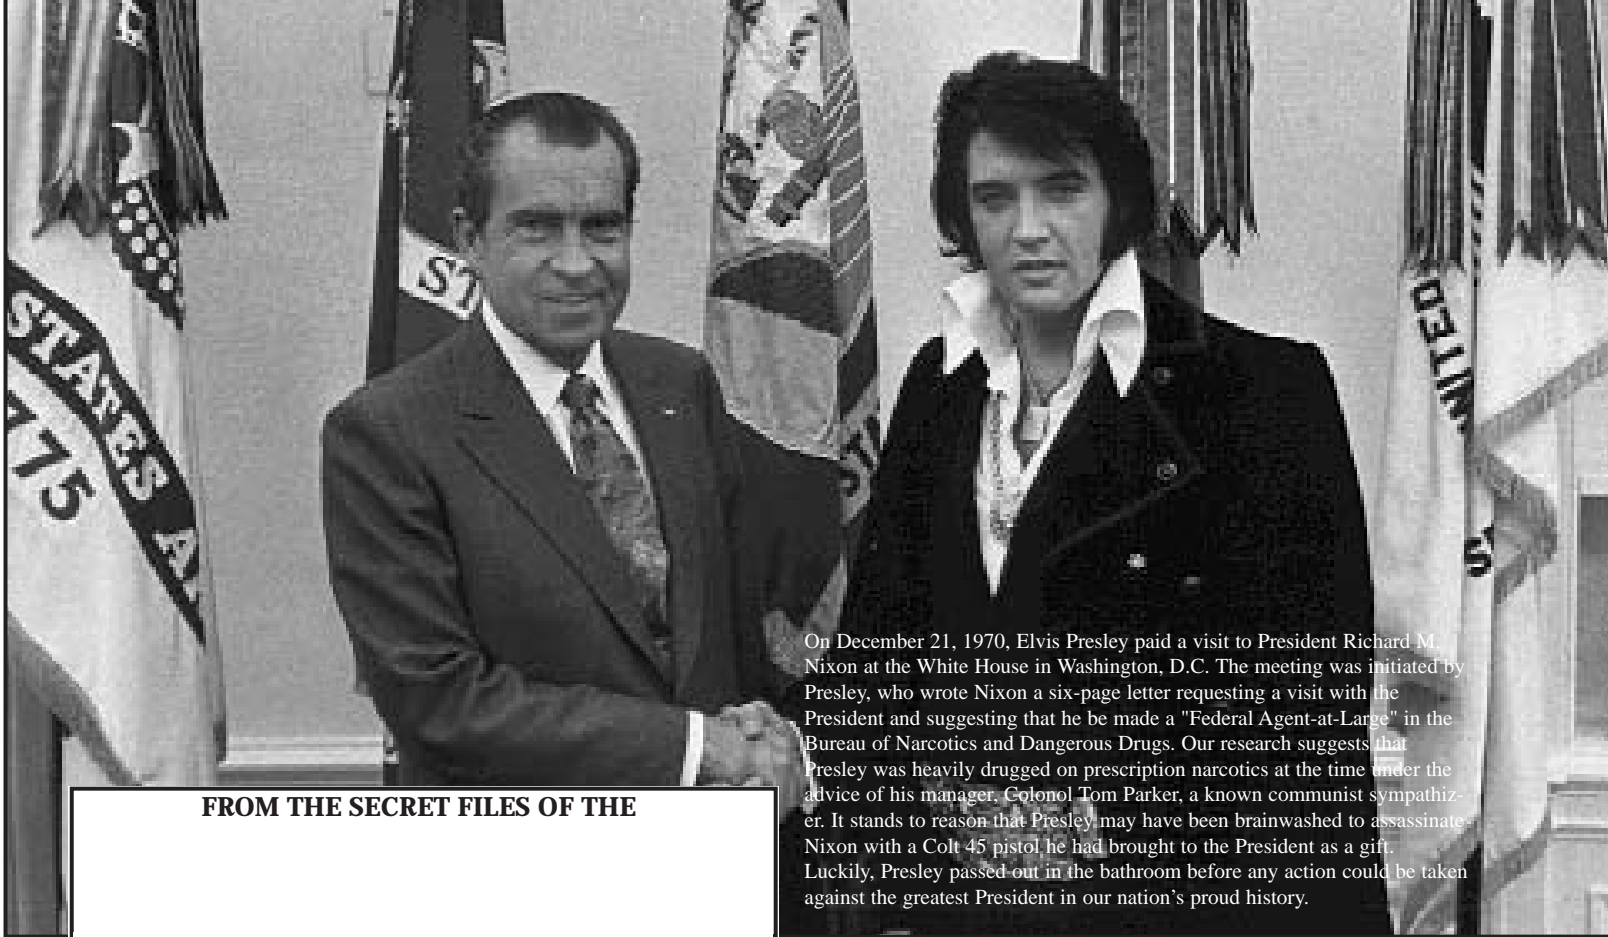 ST
STATES A
775
UNITED
S
On December 21, 1970, Elvis Presley paid a visit to President Richard M.
Nixon at the White House in Washington, D.C. The meeting was initiated by
Presley, who wrote Nixon a six-page letter requesting a visit with the
President and suggesting that he be made a "Federal Agent-at-Large" in the
Bureau of Narcotics and Dangerous Drugs. Our research suggests that
Presley was heavily drugged on prescription narcotics at the time under the
advice of his manager, Colonol Tom Parker, a known communist sympathiz-
er. It stands to reason that Presley may have been brainwashed to assassinate
Nixon with a Colt 45 pistol he had brought to the President as a gift.
Luckily, Presley passed out in the bathroom before any action could be taken
against the greatest President in our nation’s proud history.
FROM THE SECRET FILES OF THE